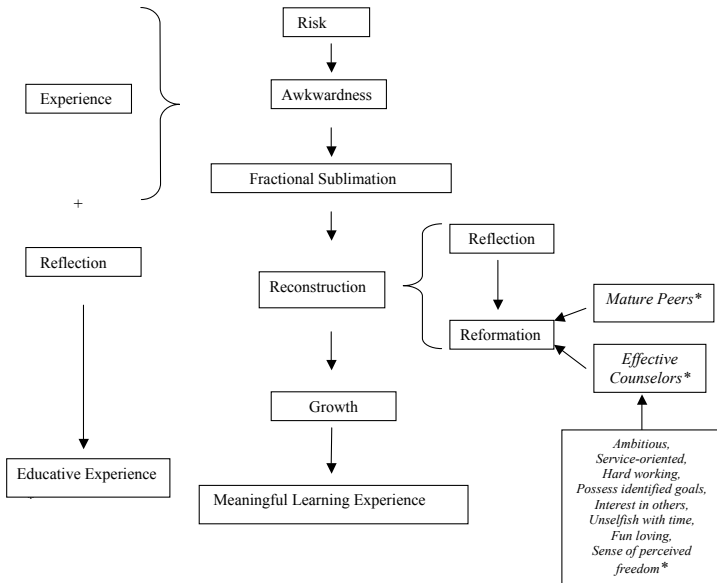 Risk
Experience
Awkwardness
Fractional Sublimation
+
Reflection
Reflection
Reconstruction
Mature Peers*
Reformation
Effective
Counselors*
Growth
Ambitious,
Service-oriented,
Hard working,
Possess identified goals,
Interest in others,
Unselfish with time,
Fun loving,
Sense of perceived
freedom*
Educative Experience
Meaningful Learning Experience